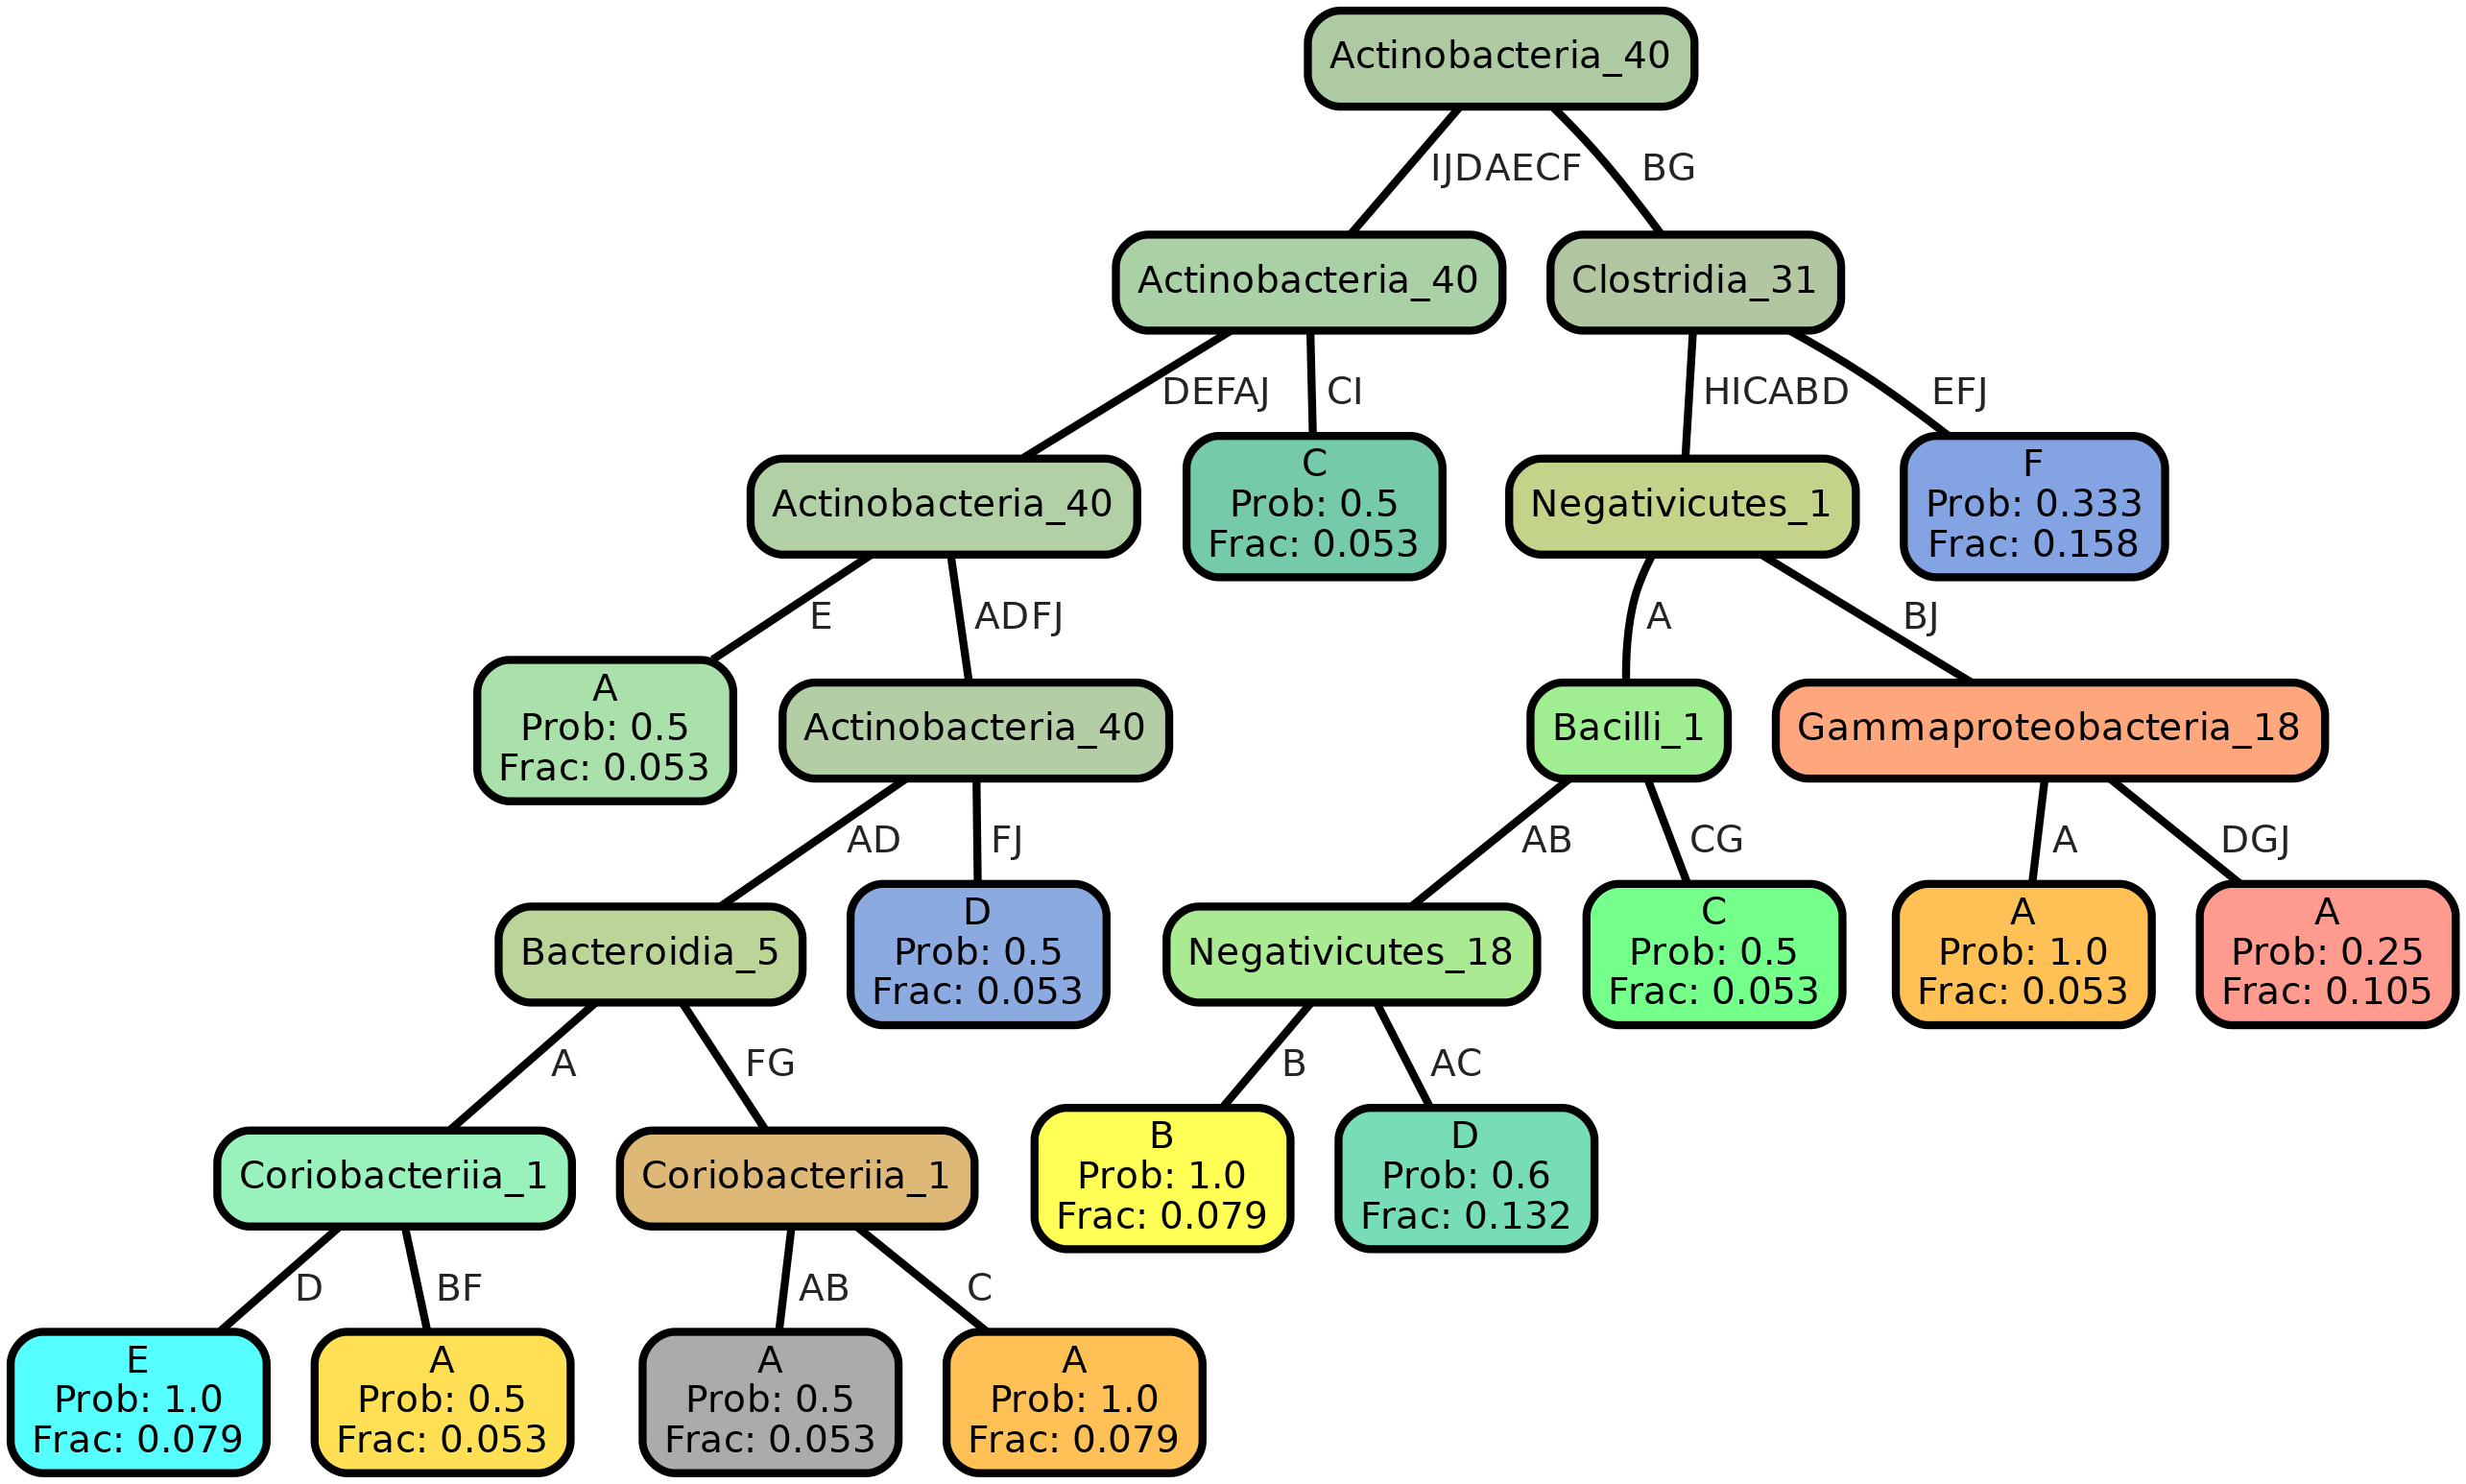 Actinobacteria_40
IJDAECF
BG
Actinobacteria_40
Clostridia_31
DEFAJ
CI
HICABD
EFJ
Actinobacteria_40
C
Prob: 0.5
Frac: 0.053
Negativicutes_1
F
Prob: 0.333
Frac: 0.158
E
ADFJ
A
BJ
A
Prob: 0.5
Frac: 0.053
Actinobacteria_40
Bacilli_1
Gammaproteobacteria_18
AD
FJ
AB
CG
A
DGJ
Bacteroidia_5
D
Prob: 0.5
Frac: 0.053
Negativicutes_18
C
Prob: 0.5
Frac: 0.053
A
Prob: 1.0
Frac: 0.053
A
Prob: 0.25
Frac: 0.105
A
FG
B
AC
Coriobacteriia_1
Coriobacteriia_1
B
Prob: 1.0
Frac: 0.079
D
Prob: 0.6
Frac: 0.132
D
BF
AB
C
E
Prob: 1.0
Frac: 0.079
A
Prob: 0.5
Frac: 0.053
A
Prob: 0.5
Frac: 0.053
A
Prob: 1.0
Frac: 0.079